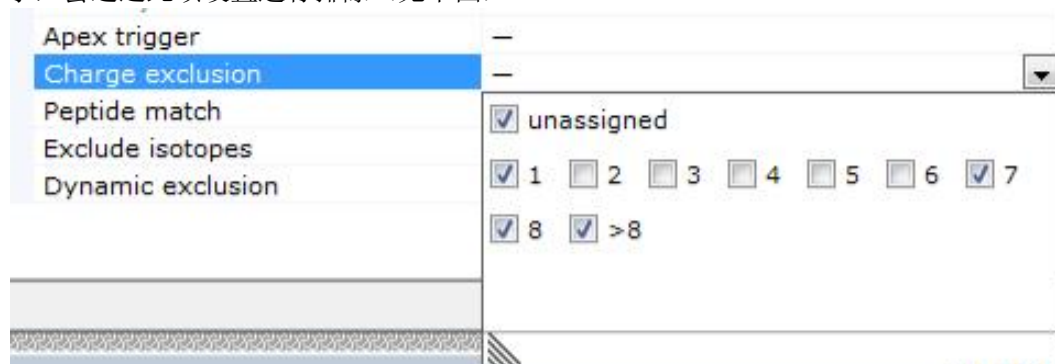 Apex trigger —
Charge exclusion —
Peptide match
unassigned
Exclude isotopes
1 2 3 4 5 6 7
Dynamic exclusion
8 >8